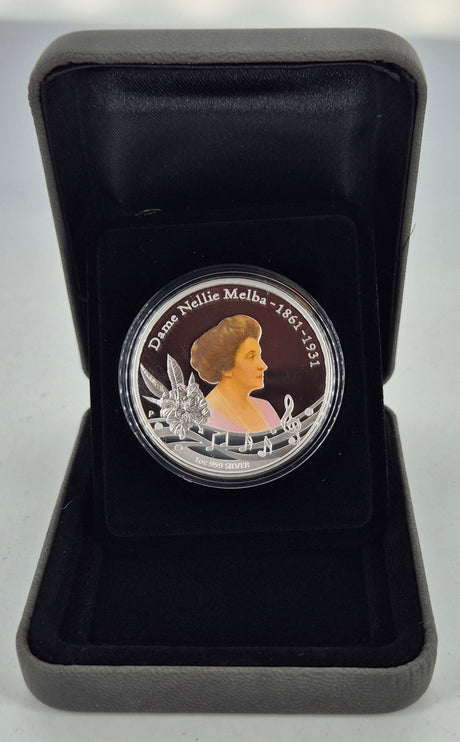 Dame Nellie Melba - 1861-1931
P
1oz 999 SILVER